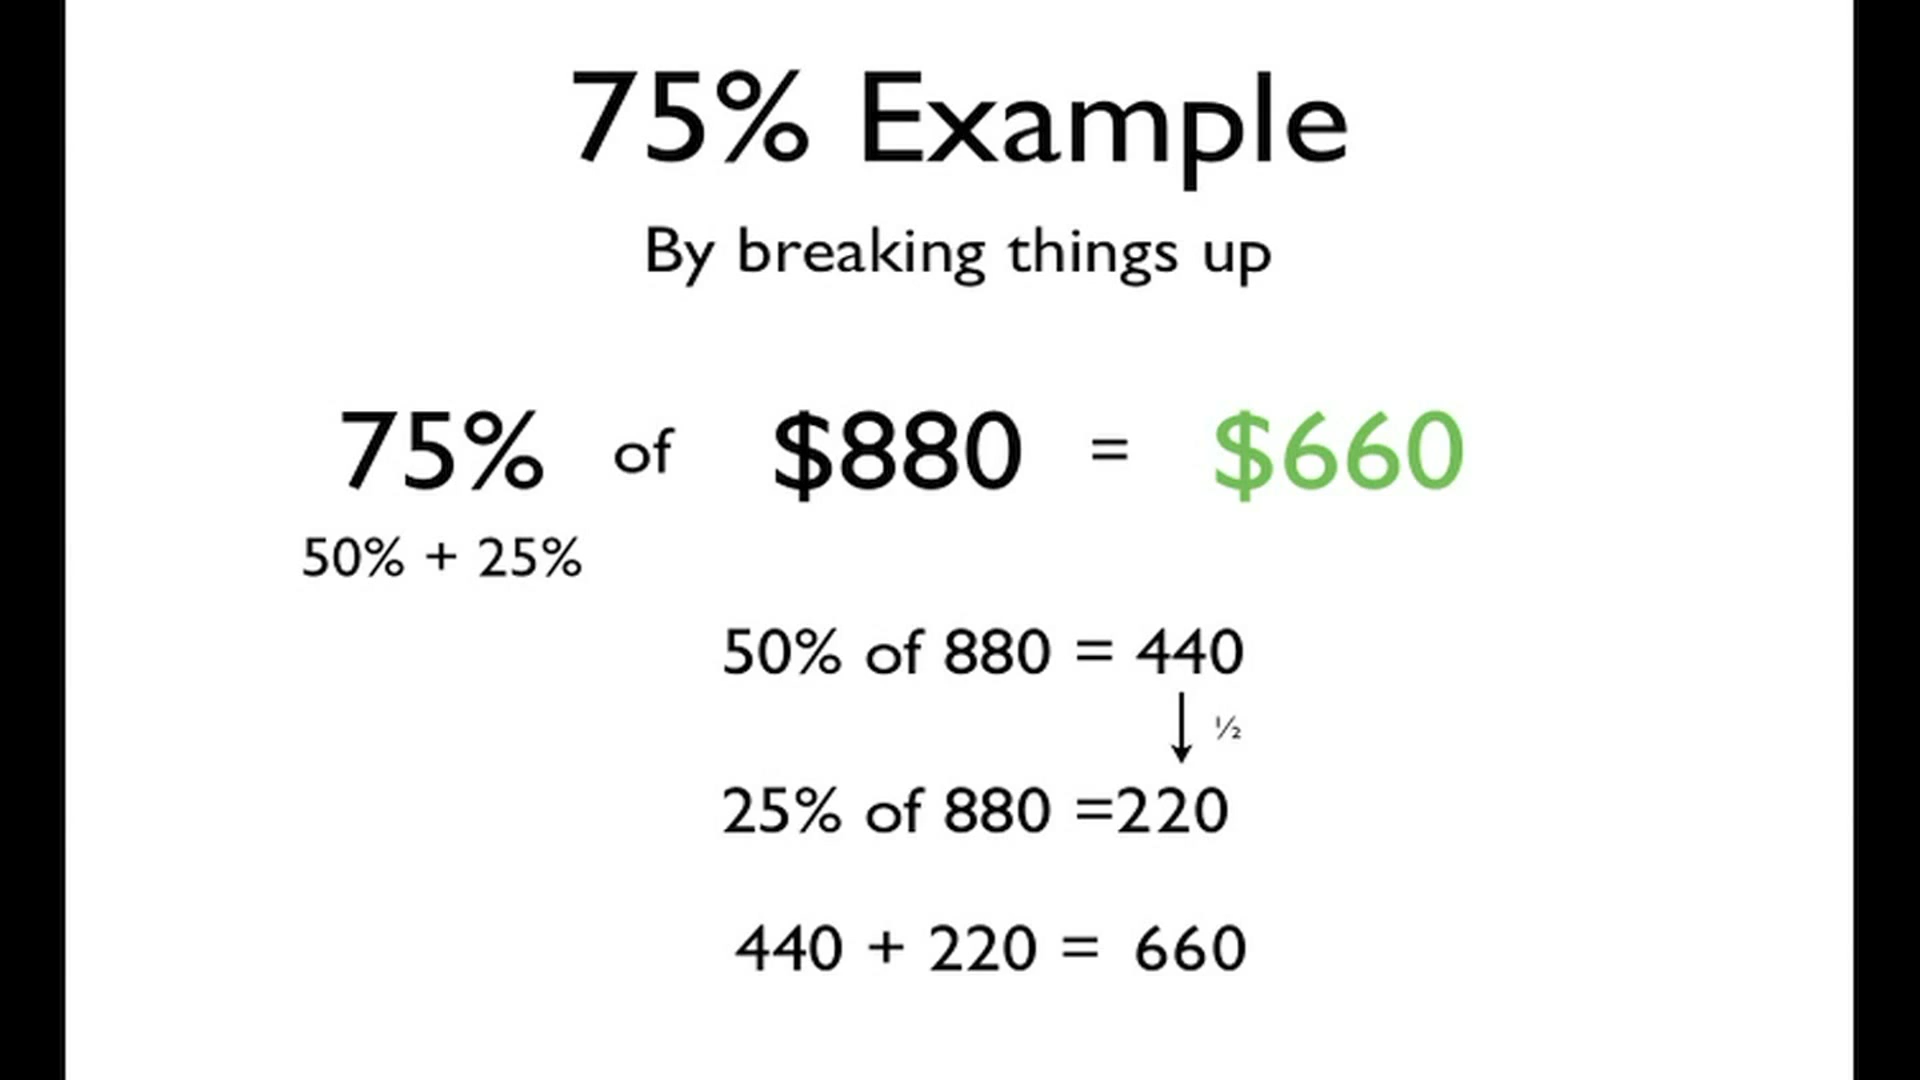 75% Example
By breaking things up
75% of $880 = $660
50% + 25%
50% of 880 = 440
½
25% of 880 =220
440 + 220 = 660